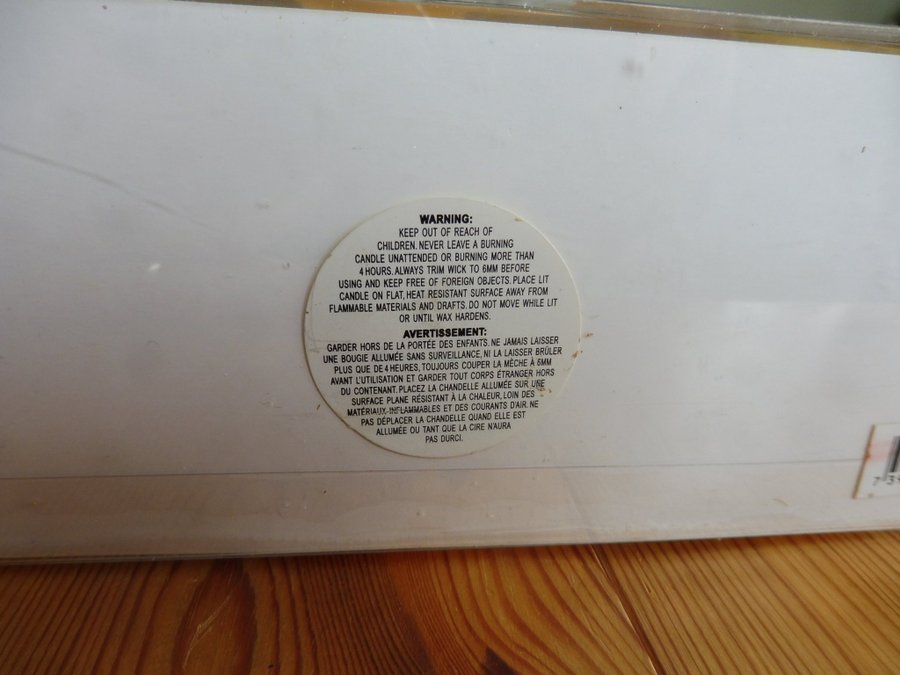 WARNING:
KEEP OUT OF REACH OF
CHILDREN. NEVER LEAVE A BURNING
CANDLE UNATTENDED OR BURNING MORE THAN
4 HOURS. ALWAYS TRIM WICK TO 6MM BEFORE
USING AND KEEP FREE OF FOREIGN OBJECTS. PLACE LIT
CANDLE ON FLAT, HEAT RESISTANT SURFACE AWAY FROM
FLAMMABLE MATERIALS AND DRAFTS. DO NOT MOVE WHILE LIT
OR UNTIL WAX HARDENS.
AVERTISSEMENT:
GARDER HORS DE LA PORTÉE DES ENFANTS. NE JAMAIS LAISSER
UNE BOUGIE ALLUMÉE SANS SURVEILLANCE, NI LA LAISSER BRÛLER
PLUS QUE DE 4 HEURES, TOUJOURS COUPER LA MÈCHE À 6MM
AVANT L'UTILISATION ET GARDER TOUT CORPS ÉTRANGER HORS
DU CONTENANT. PLACEZ LA CHANDELLE ALLUMÉE SUR UNE
SURFACE PLANE RÉSISTANT À LA CHALEUR, LOIN DES
MATÉRIAUX-INFLAMMABLES ET DES COURANTS D'AIR. NE
PAS DÉPLACER LA CHANDELLE QUAND ELLE EST
ALLUMÉE OU TANT QUE LA CIRE N'AURA
PAS DURCI.